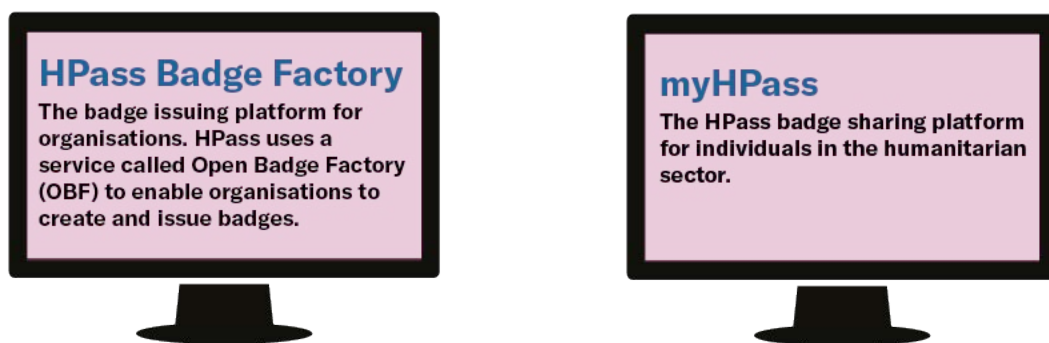 HPass Badge Factory
The badge issuing platform for
organisations. HPass uses a
service called Open Badge Factory
(OBF) to enable organisations to
create and issue badges.
myHPass
The HPass badge sharing platform
for individuals in the humanitarian
sector.